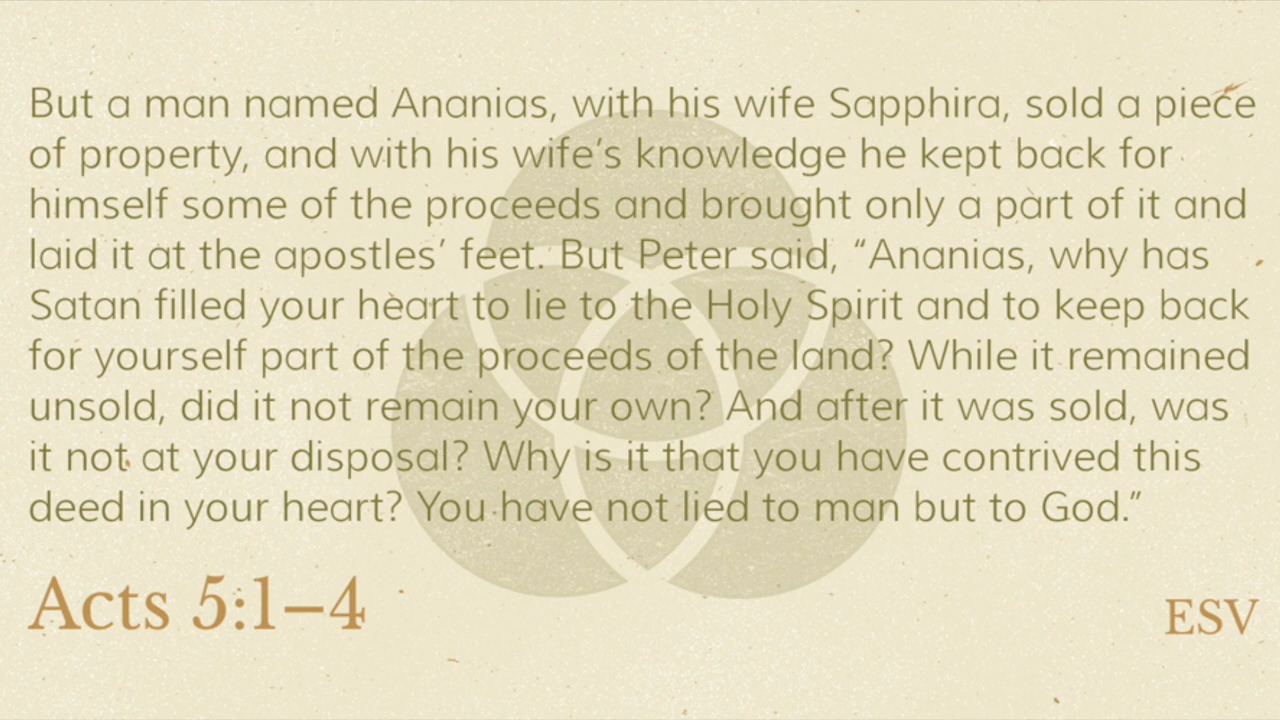 But a man named Ananias, with his wife Sapphira, sold a piece
of property, and with his wife’s knowledge he kept back for
himself some of the proceeds and brought only a part of it and
laid it at the apostles’ feet. But Peter said, “Ananias, why has
Satan filled your heart to lie to the Holy Spirit and to keep back
for yourself part of the proceeds of the land? While it remained
unsold, did it not remain your own? And after it was sold, was
it not at your disposal? Why is it that you have contrived this
deed in your heart? You have not lied to man but to God.”
Acts 5:1–4
ESV